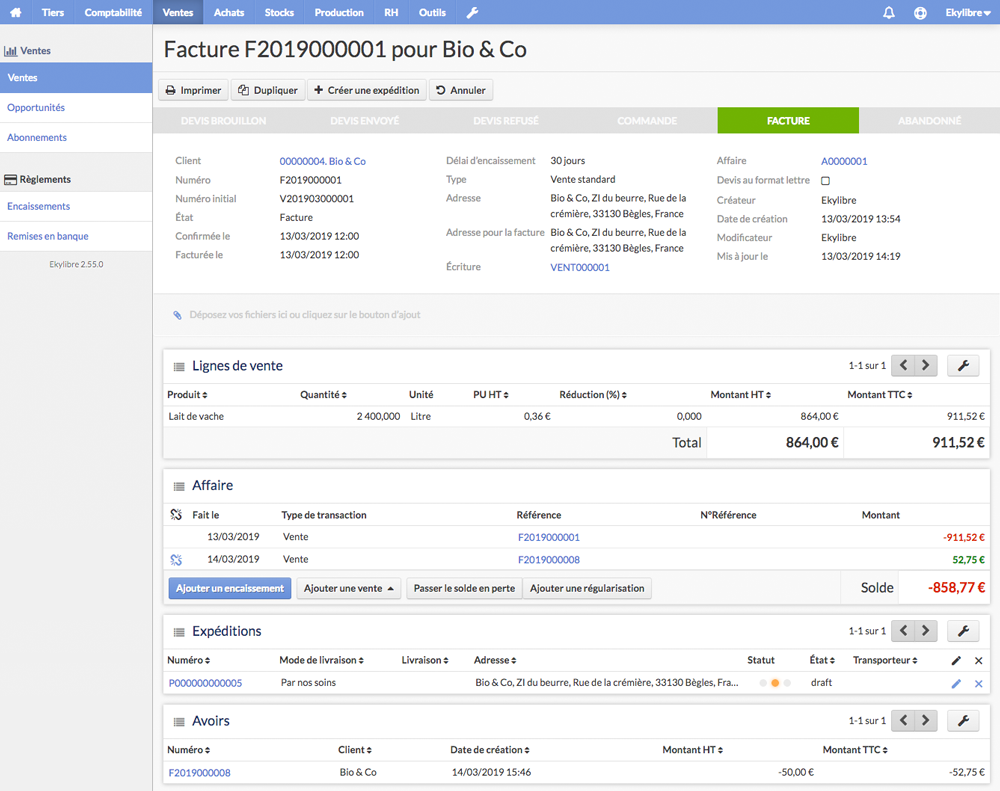 Tiers Comptabilité Ventes Achats Stocks Production RH Outils Ekylibre
Ventes
Ventes
Opportunités
Abonnements
Règlements
Encaissements
Remises en banque
Ekylibre 2.55.0
Facture F2019000001 pour Bio & Co
Imprimer Dupliquer Créer une expédition Annuler
DEVIS BROUILLON DEVIS ENVOYÉ DEVIS REFUSÉ COMMANDE FACTURE ABANDONNÉ
Client 00000004. Bio & Co
Numéro F2019000001
Numéro initial V201903000001
État Facture
Confirmée le 13/03/2019 12:00
Facturée le 13/03/2019 12:00
Délai d'encaissement 30 jours
Type Vente standard
Adresse Bio & Co, ZI du beurre, Rue de la
crémière, 33130 Bègles, France
Adresse pour la facture Bio & Co, ZI du beurre, Rue de la
crémière, 33130 Bègles, France
Écriture VENT000001
Affaire A0000001
Devis au format lettre
Créateur Ekylibre
Date de création 13/03/2019 13:54
Modificateur Ekylibre
Mis à jour le 13/03/2019 14:19
Déposez vos fichiers ici ou cliquez sur le bouton d'ajout
Lignes de vente 1-1 sur 1
Produit Quantité Unité PU HT Réduction (%) Montant HT Montant TTC
Lait de vache 2 400,000 Litre 0,36 € 0,000 864,00 € 911,52 €
Total 864,00 € 911,52 €
Affaire
Fait le Type de transaction Référence N°Référence Montant
13/03/2019 Vente F2019000001 -911,52 €
14/03/2019 Vente F2019000008 52,75 €
Ajouter un encaissement Ajouter une vente Passer le solde en perte Ajouter une régularisation Solde -858,77 €
Expéditions 1-1 sur 1
Numéro Mode de livraison Livraison Adresse Statut État Transporteur
P000000000005 Par nos soins Bio & Co, ZI du beurre, Rue de la crémière, 33130 Bègles, Fra... draft
Avoirs 1-1 sur 1
Numéro Client Date de création Montant HT Montant TTC
F2019000008 Bio & Co 14/03/2019 15:46 -50,00 € -52,75 €